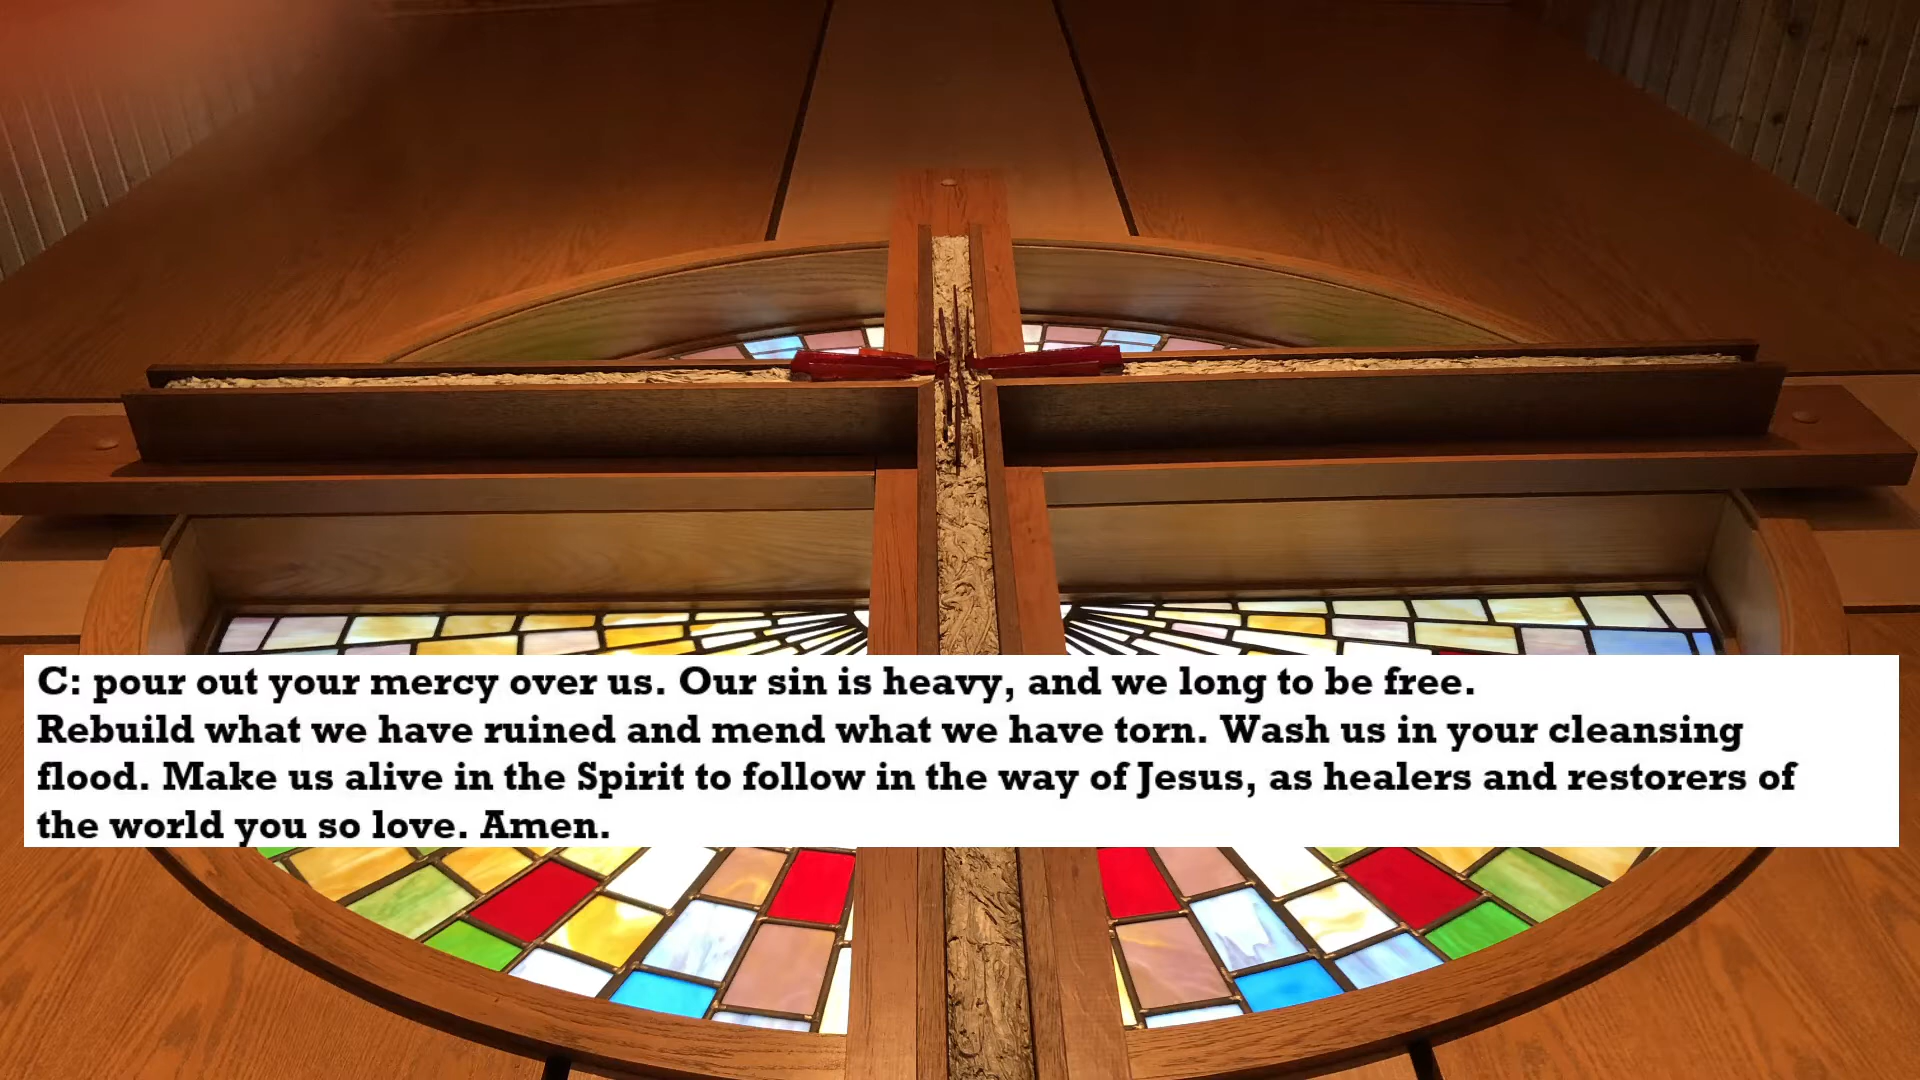 C: pour out your mercy over us. Our sin is heavy, and we long to be free.
Rebuild what we have ruined and mend what we have torn. Wash us in your cleansing
flood. Make us alive in the Spirit to follow in the way of Jesus, as healers and restorers of
the world you so love. Amen.